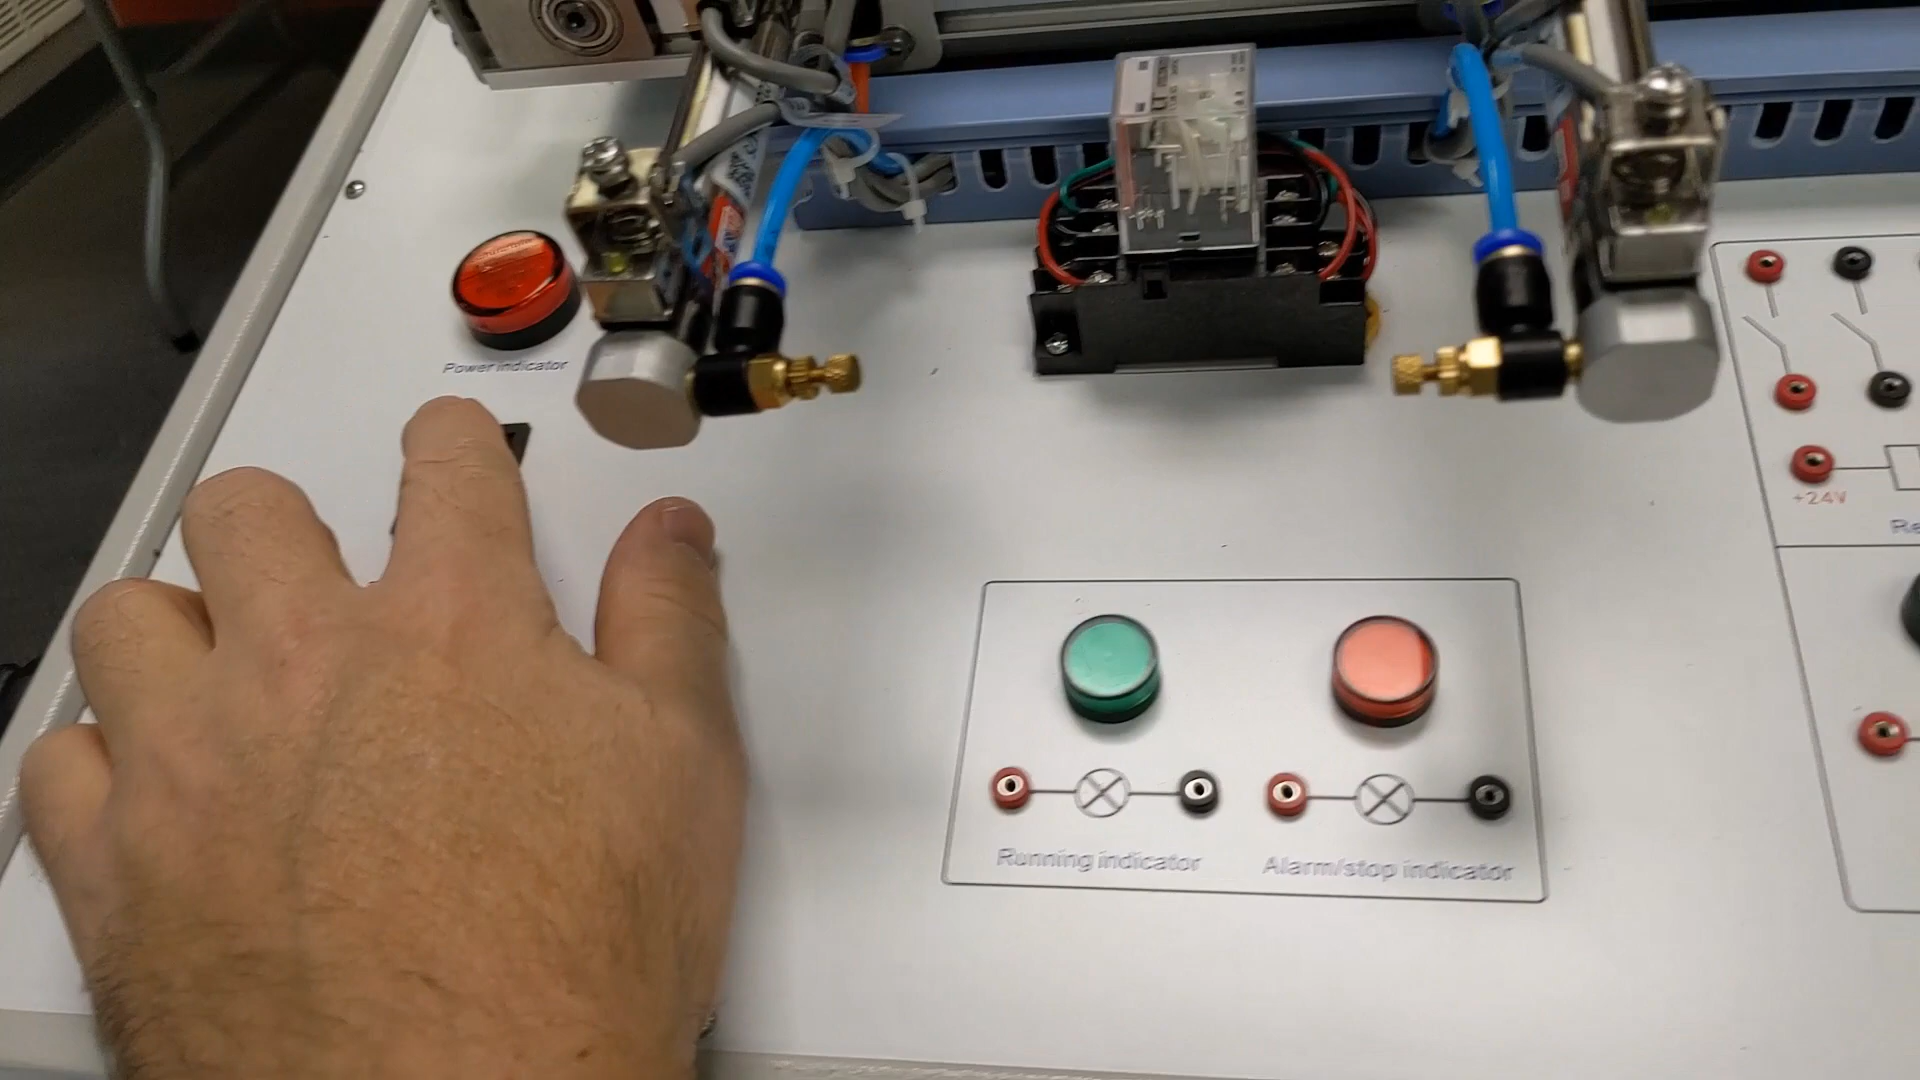 Power indicator
+24V
Running indicator
Alarm/stop indicator